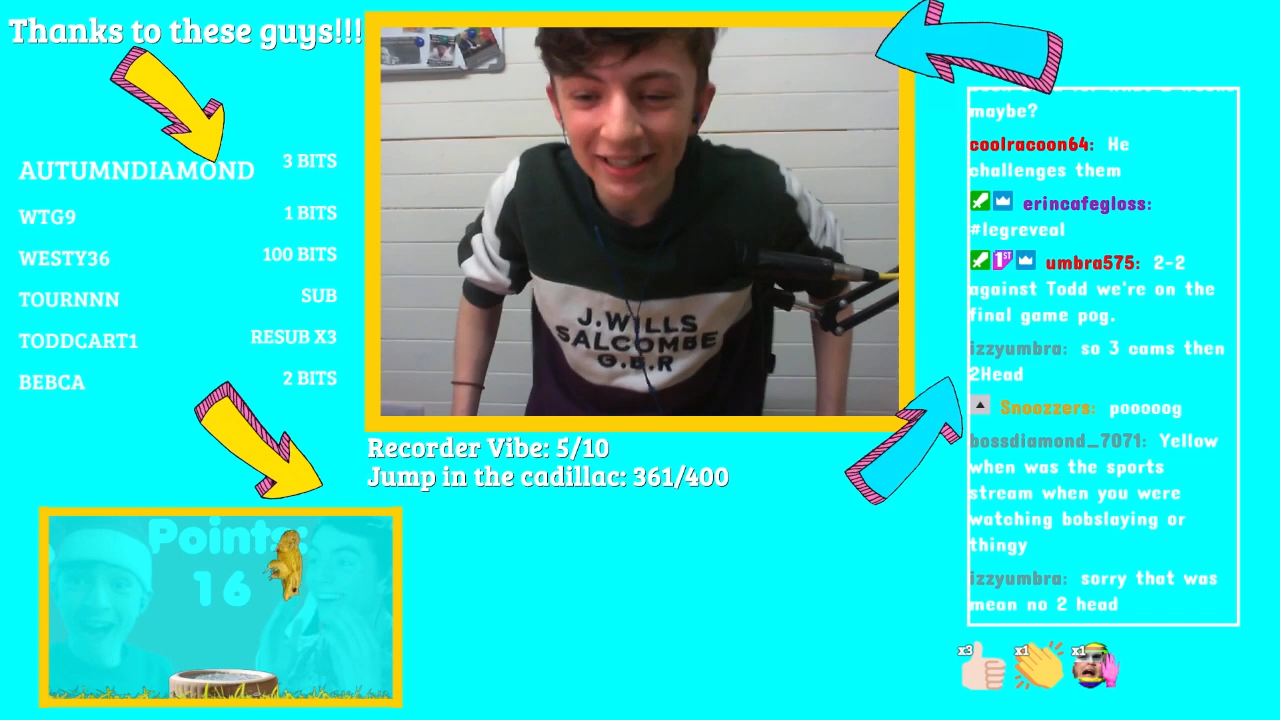 Thanks to these guys!!!
AUTUMNDIAMOND 3 BITS
WTG9 1 BITS
WESTY36 100 BITS
TOURNNN SUB
TODDCART1 RESUB X3
BEBCA 2 BITS
Points:
16
J.WILLS
SALCOMBE
G.B.R
Recorder Vibe: 5/10
Jump in the cadillac: 361/400
maybe?
coolracoon64: He
challenges them
erincafegloss:
#legreveal
1ST umbra575: 2-2
against Todd we're on the
final game pog.
izzyumbra: so 3 cams then
2Head
Snoozzers: pooooog
bossdiamond_7071: Yellow
when was the sports
stream when you were
watching bobslaying or
thingy
izzyumbra: sorry that was
mean no 2 head
x3 x1 x1